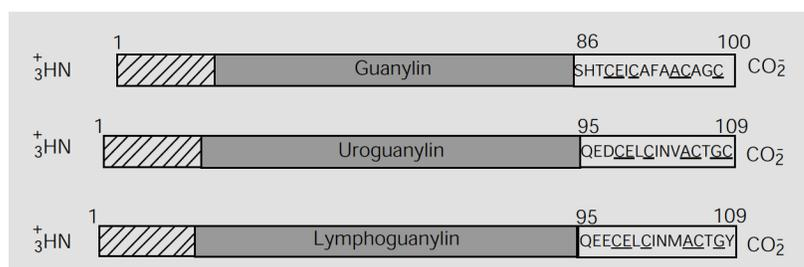 1 86 100
+
3HN Guanylin SHTCEICAFAACAGC CO2-
1 95 109
+
3HN Uroguanylin QEDCELCINVACTGC CO2-
1 95 109
+
3HN Lymphoguanylin QEECELCINMACTGY CO2-